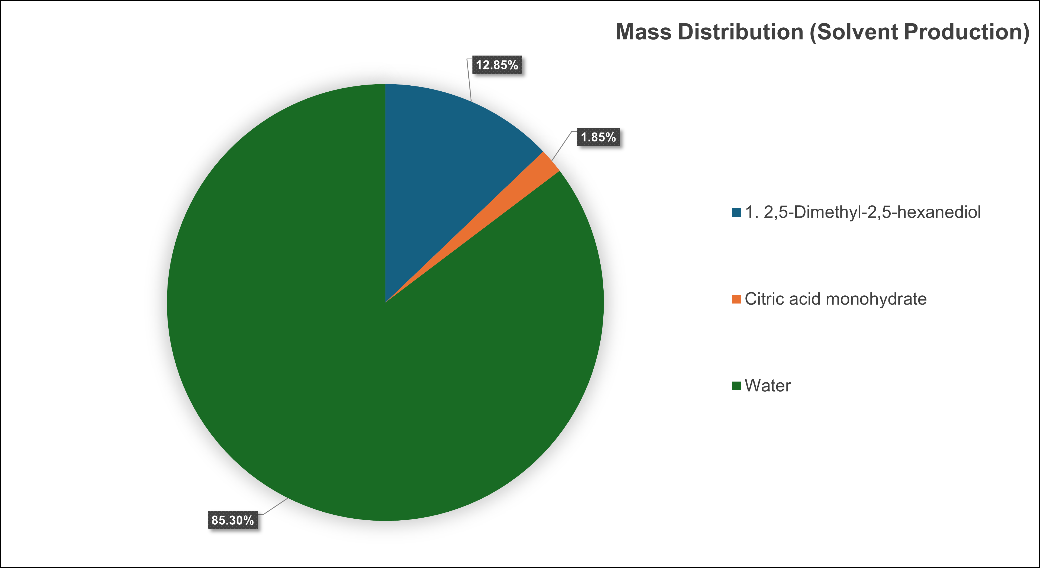 Mass Distribution (Solvent Production)
12.85%
1.85%
1. 2,5-Dimethyl-2,5-hexanediol
Citric acid monohydrate
Water
85.30%